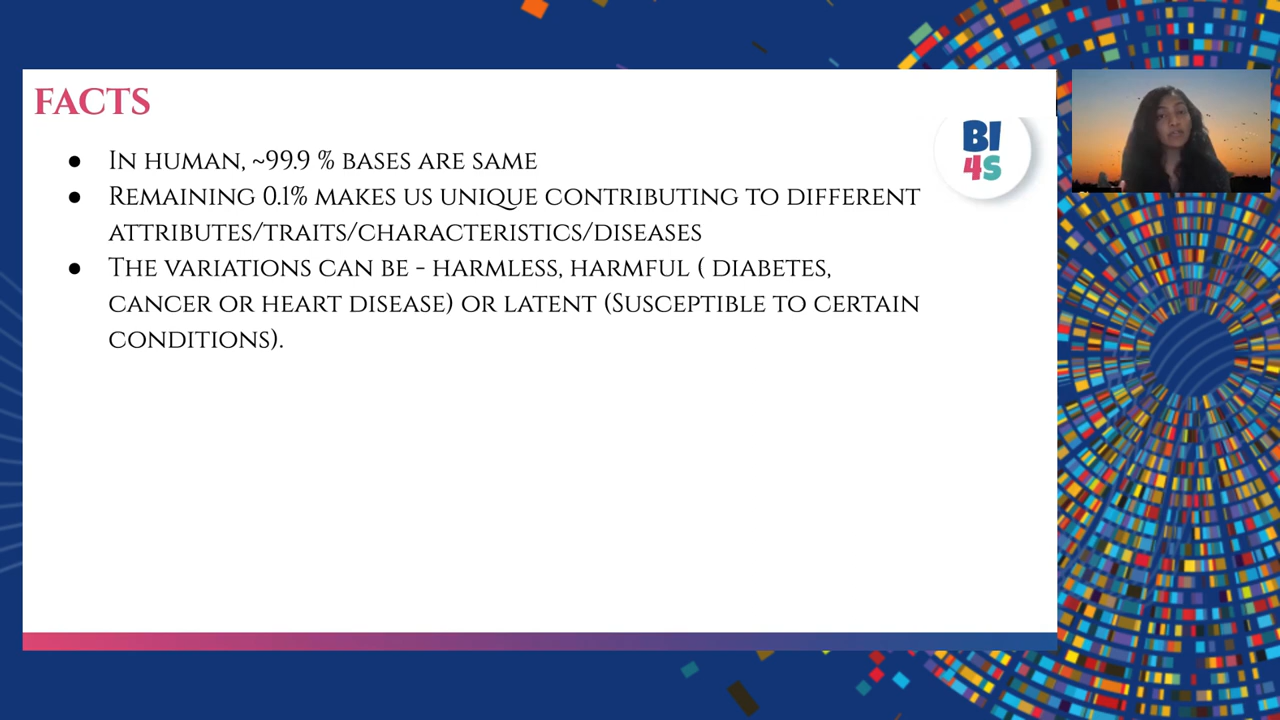 FACTS
BI
4S
● In human, ~99.9 % bases are same
● Remaining 0.1% makes us unique contributing to different
attributes/traits/characteristics/diseases
● The variations can be - harmless, harmful ( diabetes,
cancer or heart disease) or latent (Susceptible to certain
conditions).